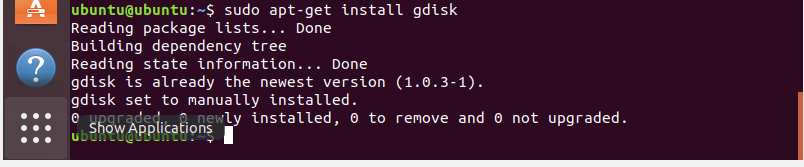 ubuntu@ubuntu:~$ sudo apt-get install gdisk
Reading package lists... Done
Building dependency tree
Reading state information... Done
gdisk is already the newest version (1.0.3-1).
gdisk set to manually installed.
0 upgraded, 0 newly installed, 0 to remove and 0 not upgraded.
Show Applications
ubuntu@ubuntu:~$